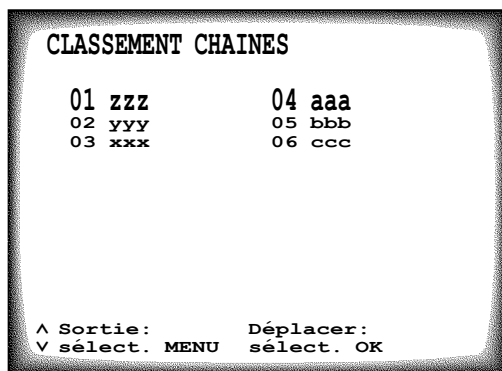 CLASSEMENT CHAINES
01 zzz 04 aaa
02 yyy 05 bbb
03 xxx 06 ccc
^ Sortie: Déplacer:
v sélect. MENU sélect. OK